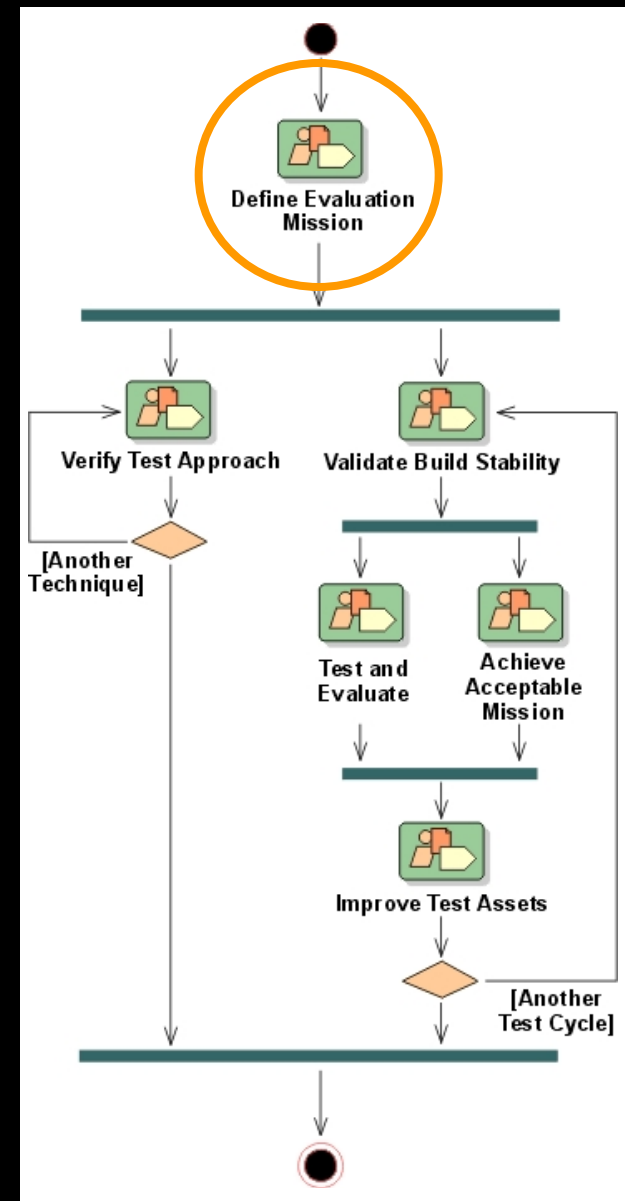 Define Evaluation
Mission
Verify Test Approach
Validate Build Stability
[Another
Technique]
Test and
Evaluate
Achieve
Acceptable
Mission
Improve Test Assets
[Another
Test Cycle]